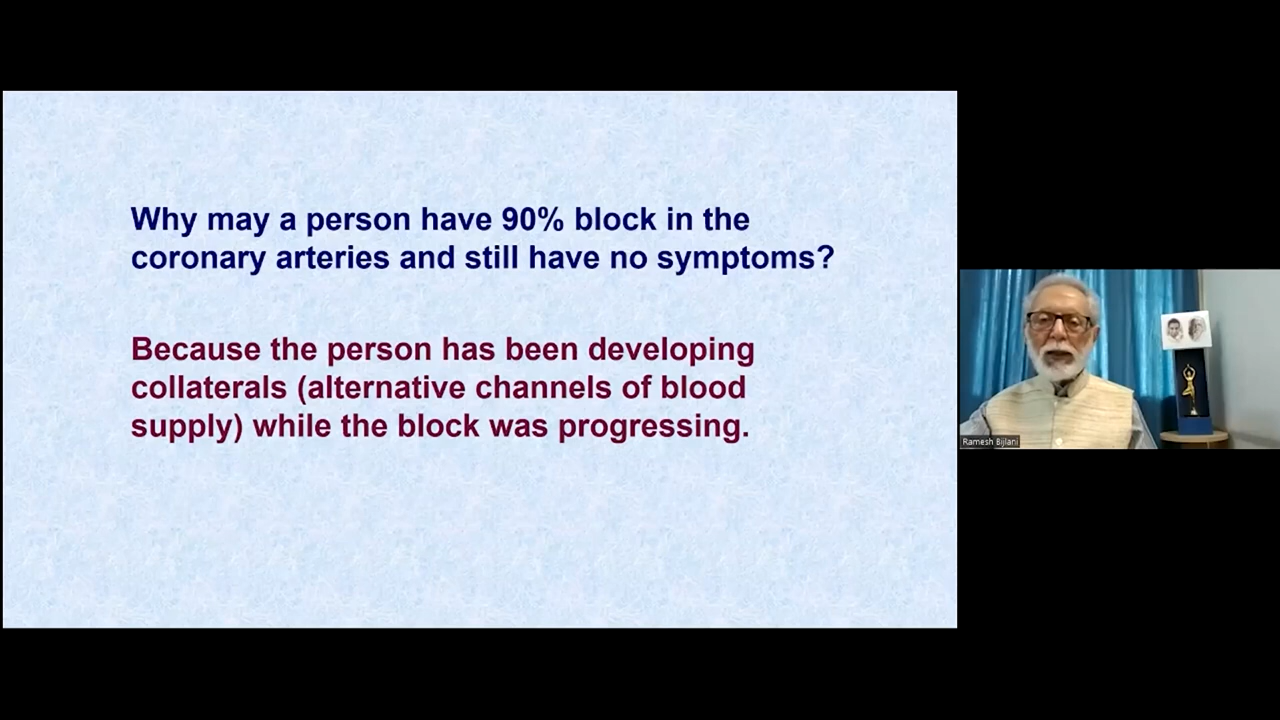 Why may a person have 90% block in the
coronary arteries and still have no symptoms?
Because the person has been developing
collaterals (alternative channels of blood
supply) while the block was progressing.
Ramesh Bijlani